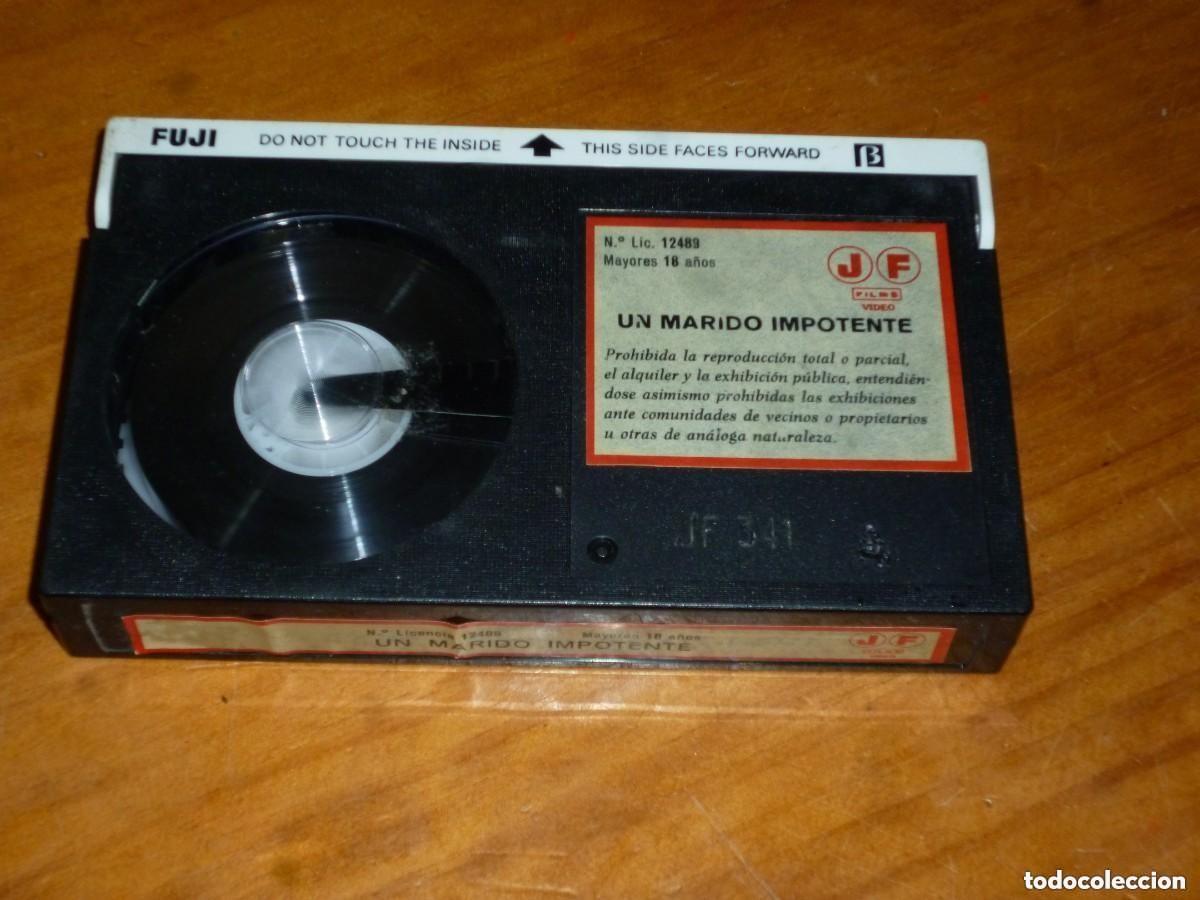 FUJI DO NOT TOUCH THE INSIDE THIS SIDE FACES FORWARD β
N.º Lic. 12489
Mayores 18 años
J F
FILMS
VIDEO
UN MARIDO IMPOTENTE
Prohibida la reproducción total o parcial,
el alquiler y la exhibición pública, entendién-
dose asimismo prohibidas las exhibiciones
ante comunidades de vecinos o propietarios
u otras de análoga naturaleza.
JF 341
N.º Licencia 12489 Mayores 18 años
UN MARIDO IMPOTENTE
J F
todocoleccion